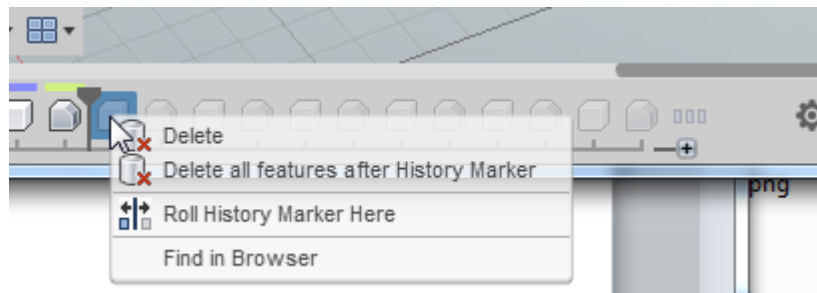 Delete
Delete all features after History Marker
png
Roll History Marker Here
Find in Browser